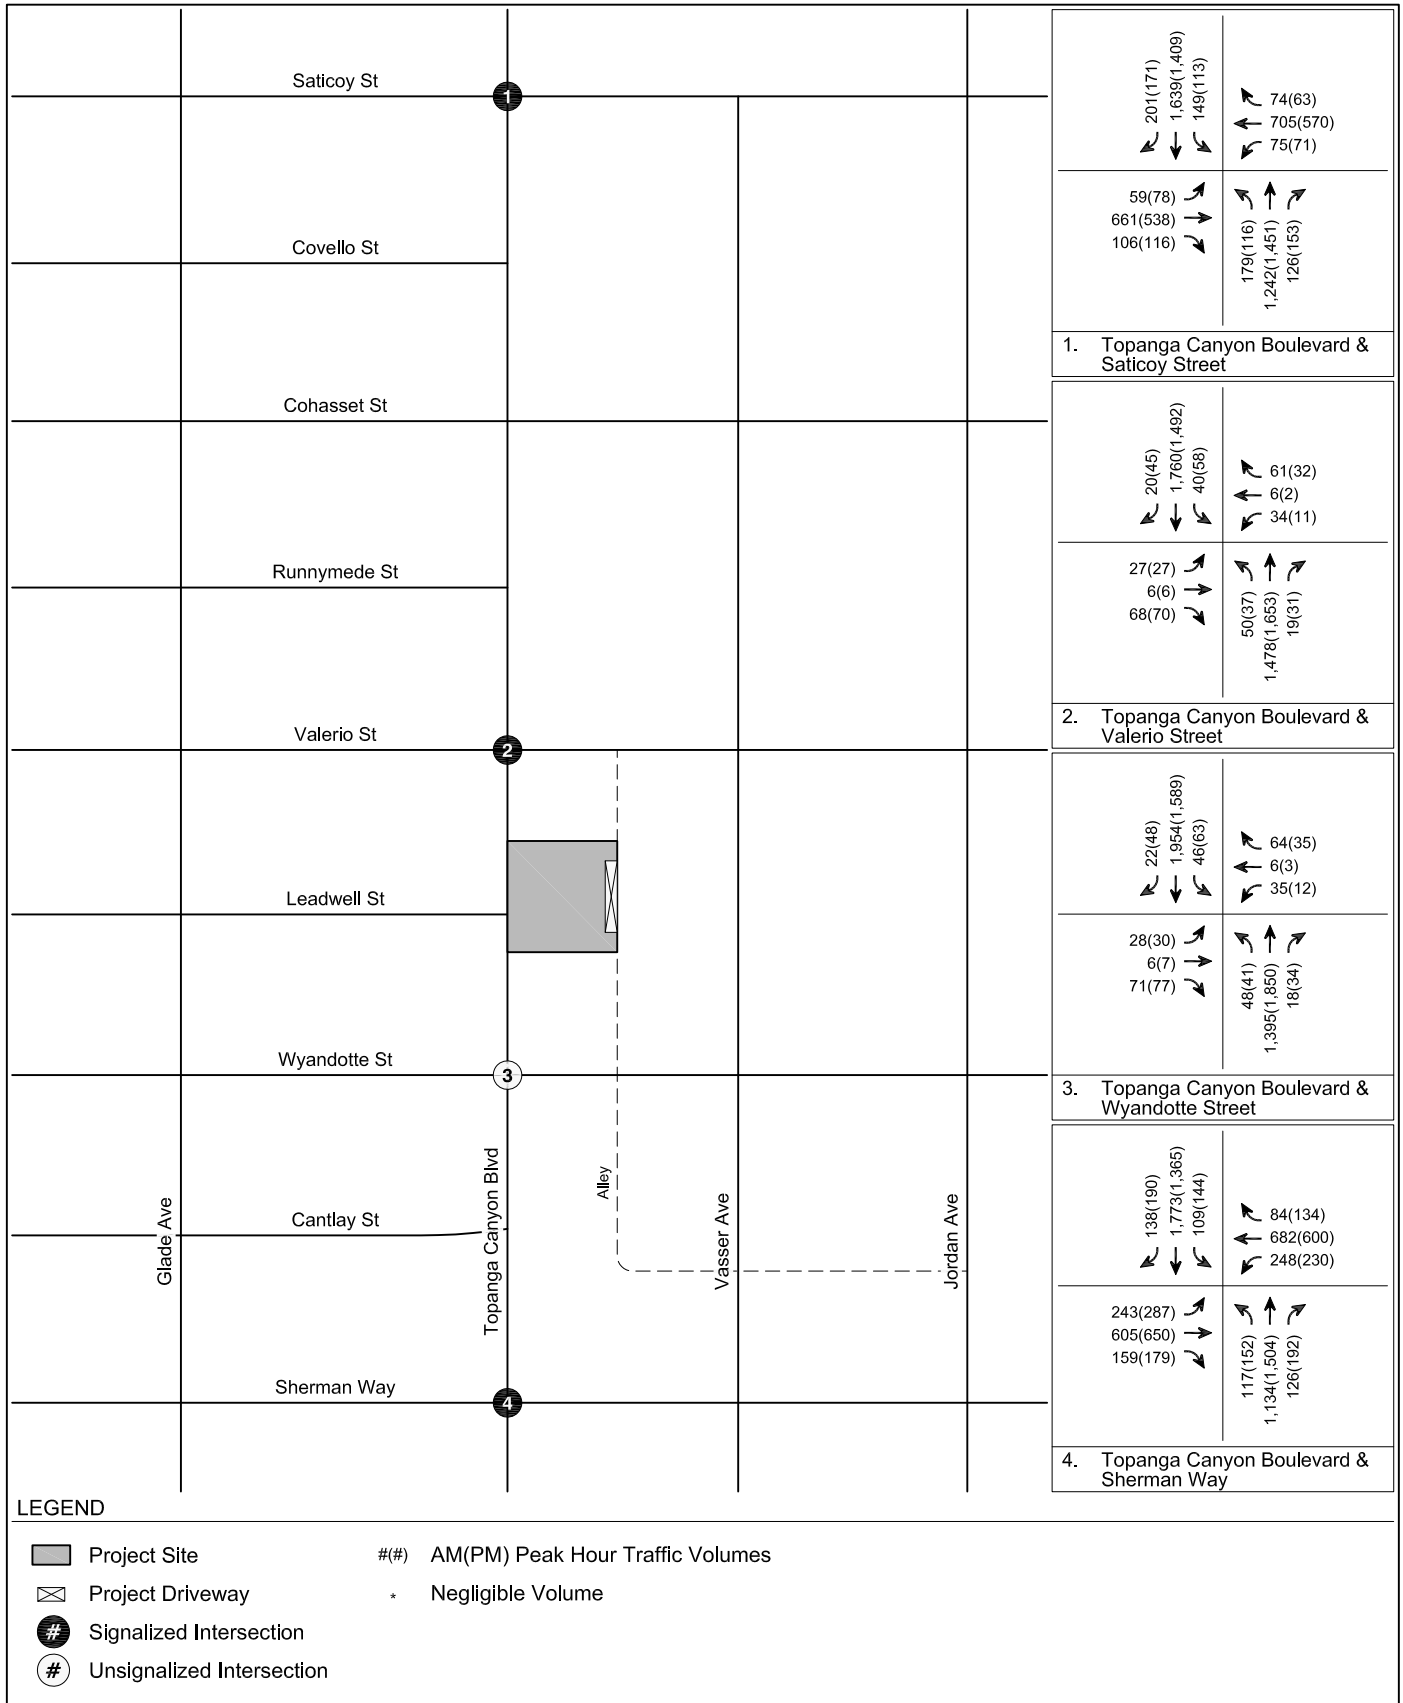 Saticoy St
Covello St
Cohasset St
Runnymede St
Valerio St
Leadwell St
Wyandotte St
Cantlay St
Sherman Way
Glade Ave
Topanga Canyon Blvd
Alley
Vasser Ave
Jordan Ave
1
2
3
4
201(171)
1,639(1,409)
149(113)
74(63)
705(570)
75(71)
59(78)
661(538)
106(116)
179(116)
1,242(1,451)
126(153)
1. Topanga Canyon Boulevard &
Saticoy Street
20(45)
1,760(1,492)
40(58)
61(32)
6(2)
34(11)
27(27)
6(6)
68(70)
50(37)
1,478(1,653)
19(31)
2. Topanga Canyon Boulevard &
Valerio Street
22(48)
1,954(1,589)
46(63)
64(35)
6(3)
35(12)
28(30)
6(7)
71(77)
48(41)
1,395(1,850)
18(34)
3. Topanga Canyon Boulevard &
Wyandotte Street
138(190)
1,773(1,365)
109(144)
84(134)
682(600)
248(230)
243(287)
605(650)
159(179)
117(152)
1,134(1,504)
126(192)
4. Topanga Canyon Boulevard &
Sherman Way
LEGEND
Project Site
#(#) AM(PM) Peak Hour Traffic Volumes
Project Driveway
* Negligible Volume
# Signalized Intersection
# Unsignalized Intersection